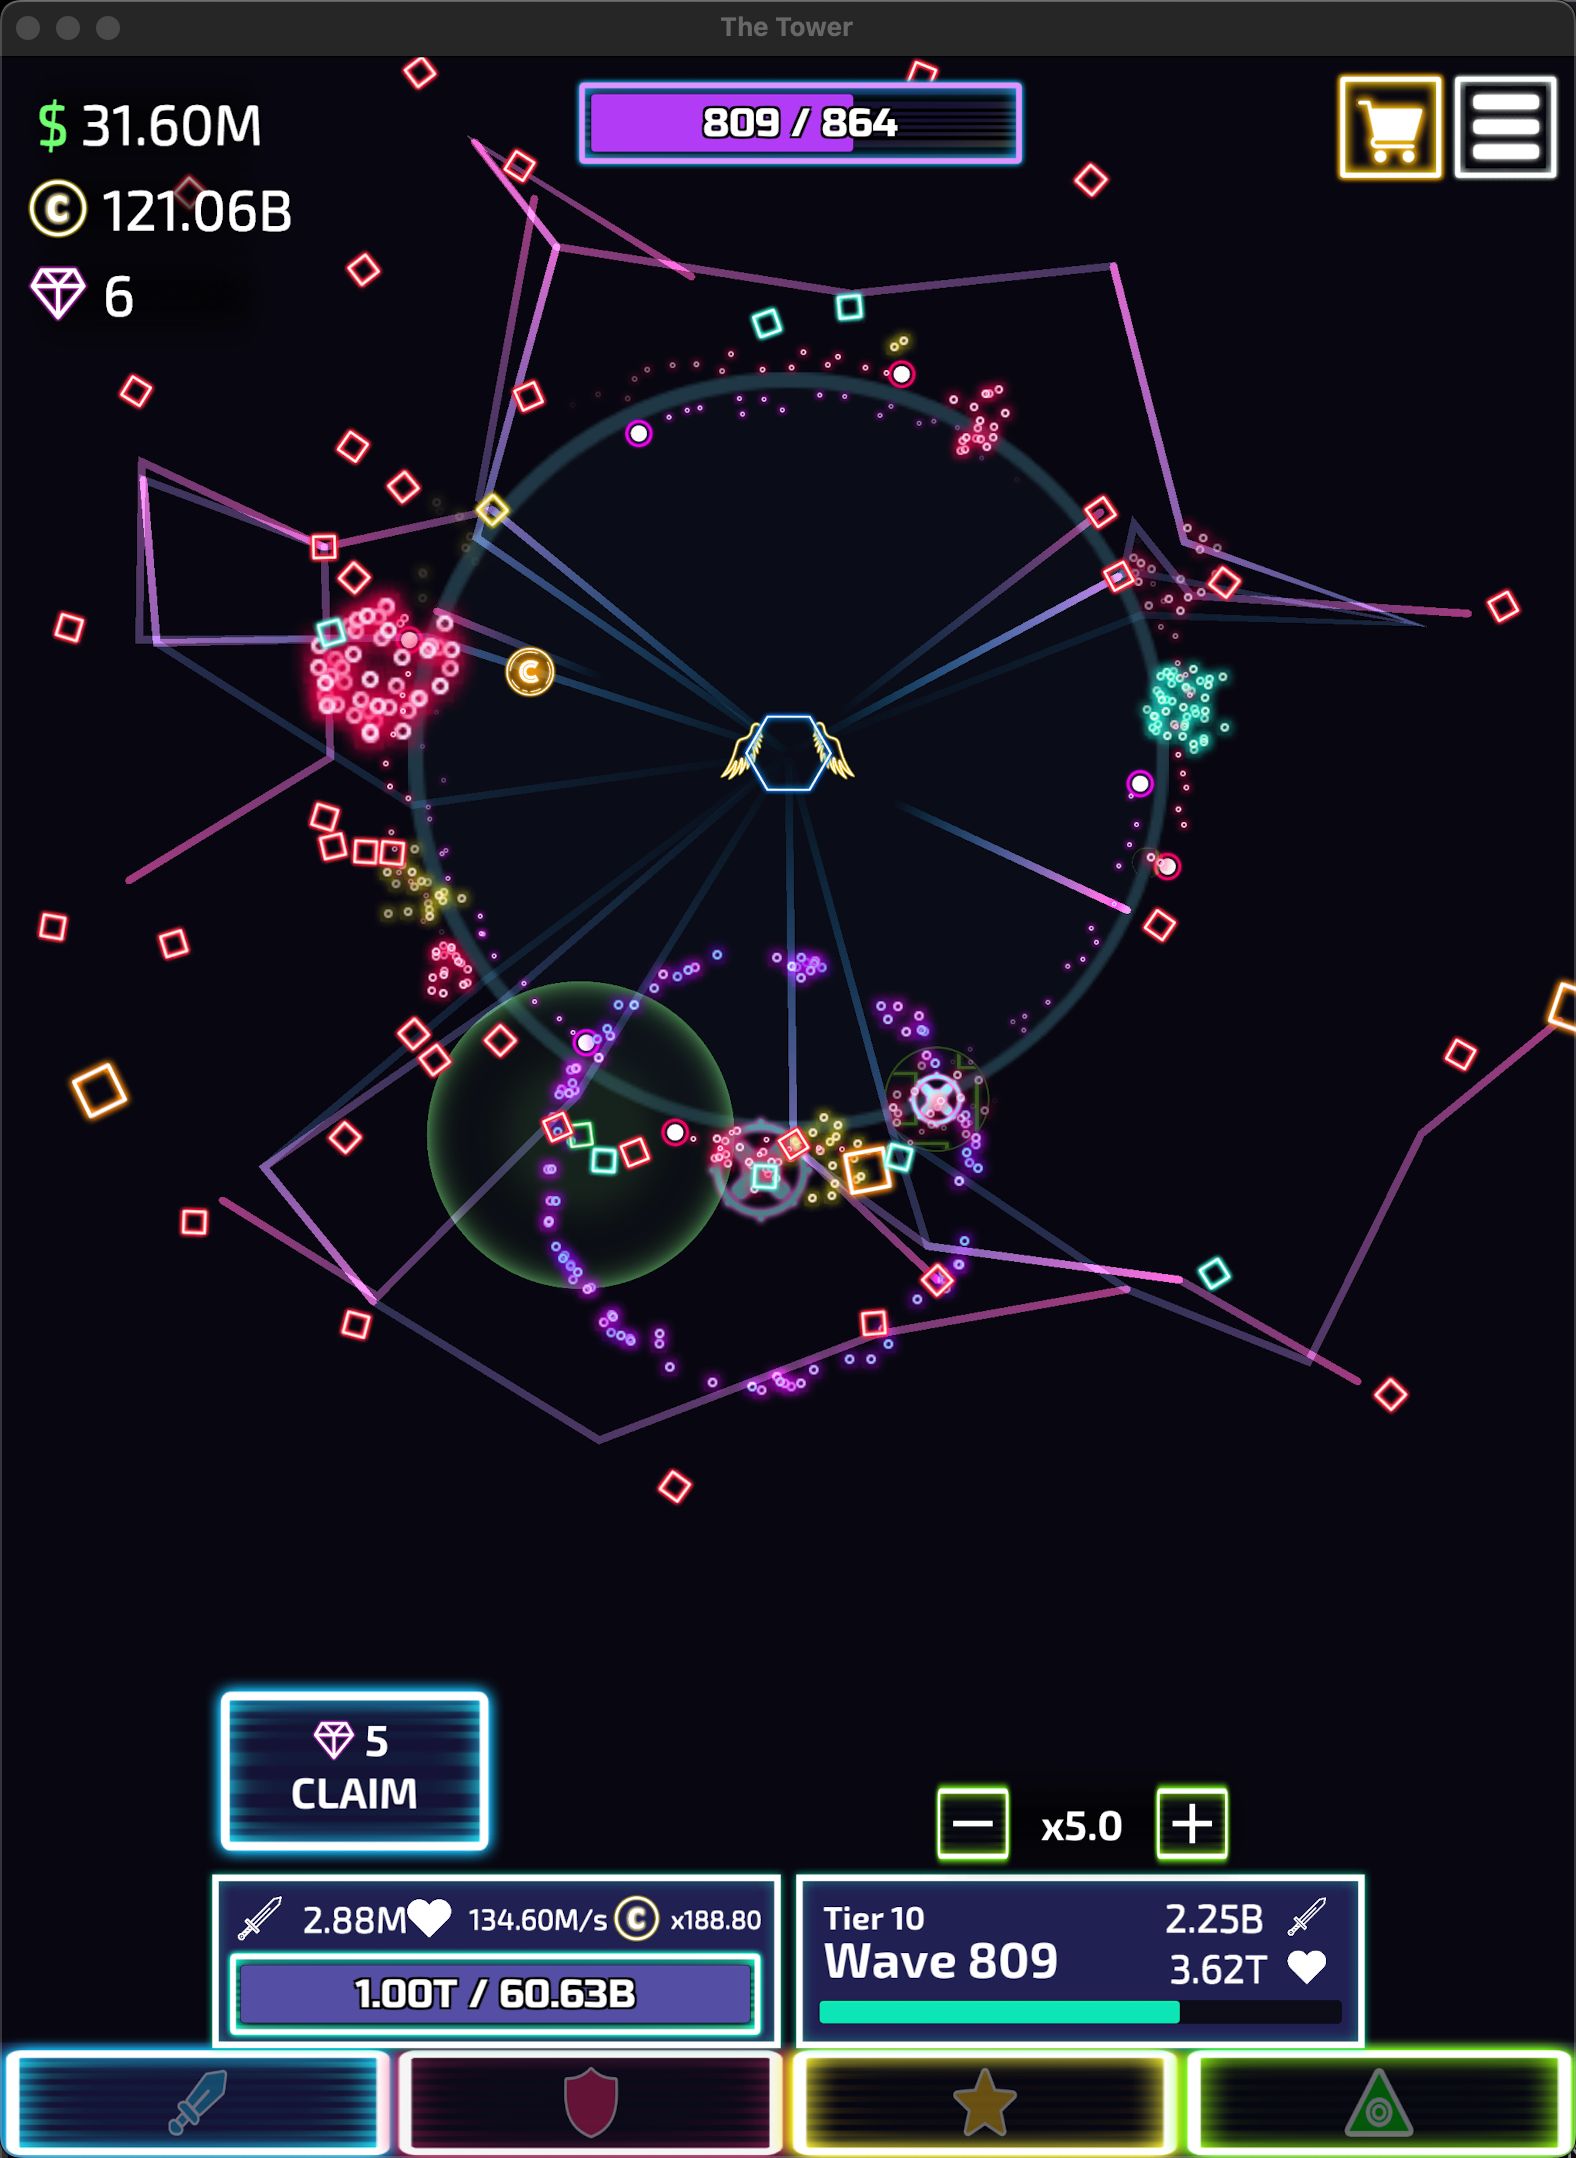 The Tower
$ 31.60M
809 / 864
C 121.06B
6
C
5
CLAIM
x5.0
2.88M 134.60M/s C x188.80
1.00T / 60.63B
Tier 10 2.25B
Wave 809 3.62T